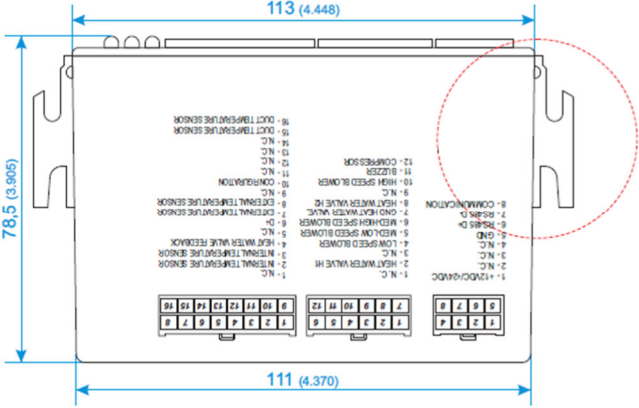 113 (4.448)
78,5 (3.905)
1 - +12VDC/+24VDC
2 - N.C.
3 - N.C.
4 - N.C.
5 - GND
6 - RS485 D+
7 - RS485 D-
8 - COMMUNICATION
1 - N.C.
2 - HEAT WATER VALVE H1
3 - N.C.
4 - LOW SPEED BLOWER
5 - MED-LOW SPEED BLOWER
6 - MED-HIGH SPEED BLOWER
7 - GND HEAT WATER VALVE
8 - HEAT WATER VALVE H2
9 - N.C.
10 - HIGH SPEED BLOWER
11 - BUZZER
12 - COMPRESSOR
1 - N.C.
2 - INTERNAL TEMPERATURE SENSOR
3 - INTERNAL TEMPERATURE SENSOR
4 - HEAT WATER VALVE FEEDBACK
5 - N.C.
6 - D+
7 - EXTERNAL TEMPERATURE SENSOR
8 - EXTERNAL TEMPERATURE SENSOR
9 - N.C.
10 - CONFIGURATION
11 - N.C.
12 - N.C.
13 - N.C.
14 - N.C.
15 - DUCT TEMPERATURE SENSOR
16 - DUCT TEMPERATURE SENSOR
1 2 3 4
5 6 7 8
1 2 3 4 5 6
7 8 9 10 11 12
1 2 3 4 5 6 7 8
9 10 11 12 13 14 15 16
111 (4.370)